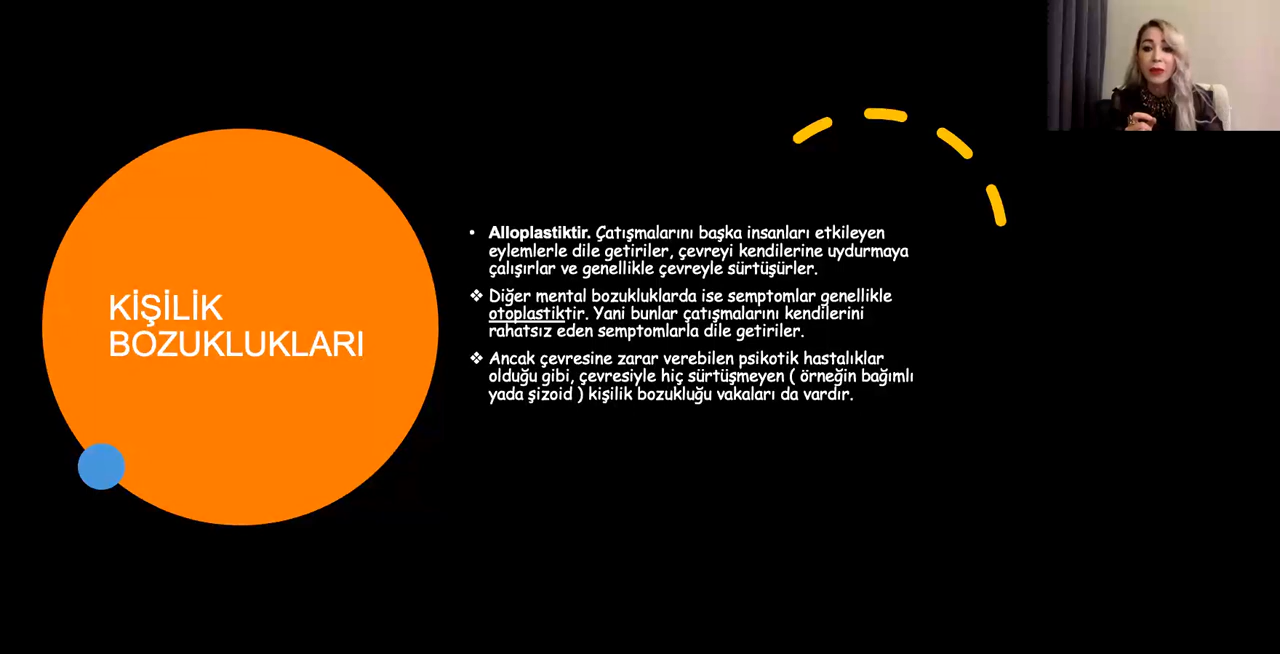 KİŞİLİK
BOZUKLUKLARI
• Alloplastiktir. Çatışmalarını başka insanları etkileyen
eylemlerle dile getiriler, çevreyi kendilerine uydurmaya
çalışırlar ve genellikle çevreyle sürtüşürler.
❖ Diğer mental bozukluklarda ise semptomlar genellikle
otoplastiktir. Yani bunlar çatışmalarını kendilerini
rahatsız eden semptomlarla dile getiriler.
❖ Ancak çevresine zarar verebilen psikotik hastalıklar
olduğu gibi, çevresiyle hiç sürtüşmeyen ( örneğin bağımlı
yada şizoid ) kişilik bozukluğu vakaları da vardır.